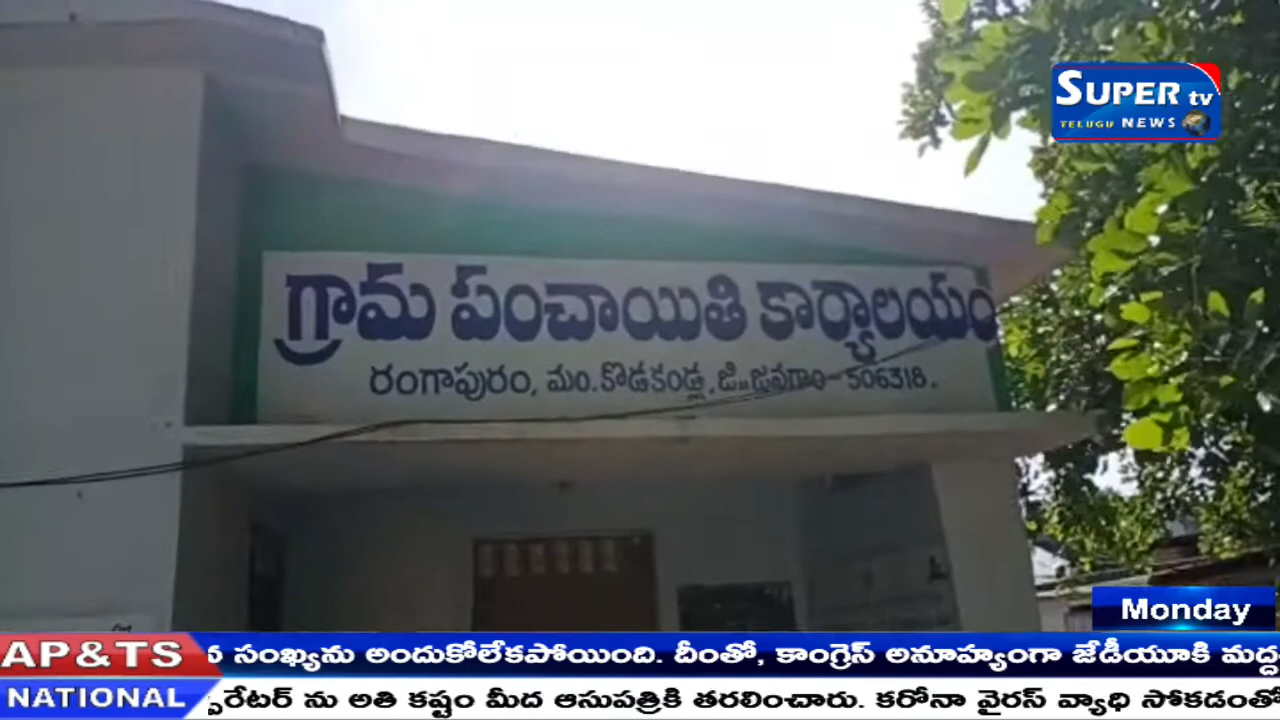 SUPER tv
TELUGU NEWS
గ్రామ పంచాయితి కార్యాలయం
రంగాపురం, మం.కొడకండ్ల, జి॥జనగాం-506318.
Monday
AP&TS
సంఖ్యను అందుకోలేకపోయింది. దీంతో, కాంగ్రెస్ అనూహ్యంగా జేడీయూకి
NATIONAL
ను అతి కష్టం మీద ఆసుపత్రికి తరలించారు. కరోనా వైరస్ వ్యాధి సోకడంతో